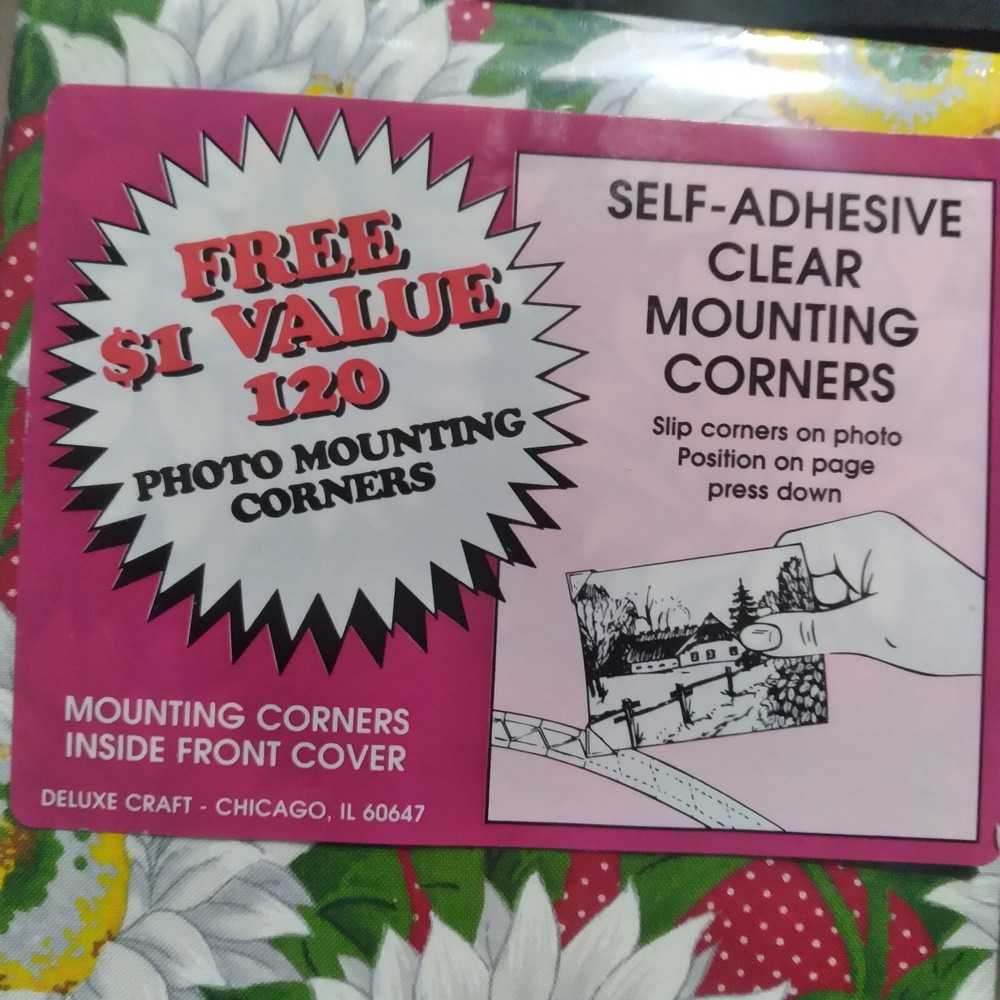 FREE
$1 VALUE
120
PHOTO MOUNTING
CORNERS
MOUNTING CORNERS
INSIDE FRONT COVER
DELUXE CRAFT - CHICAGO, IL 60647
SELF-ADHESIVE
CLEAR
MOUNTING
CORNERS
Slip corners on photo
Position on page
press down